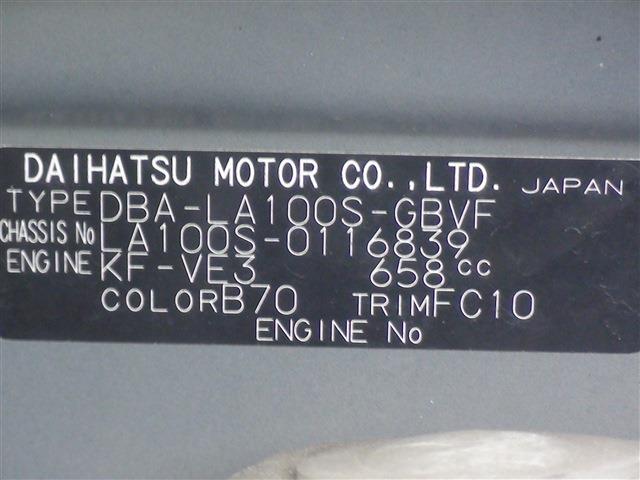 DAIHATSU MOTOR CO.,LTD. JAPAN
TYPE DBA-LA100S-GBVF
CHASSIS No LA100S-0116839
ENGINE KF-VE3 658cc
COLOR B70 TRIM FC10
ENGINE No